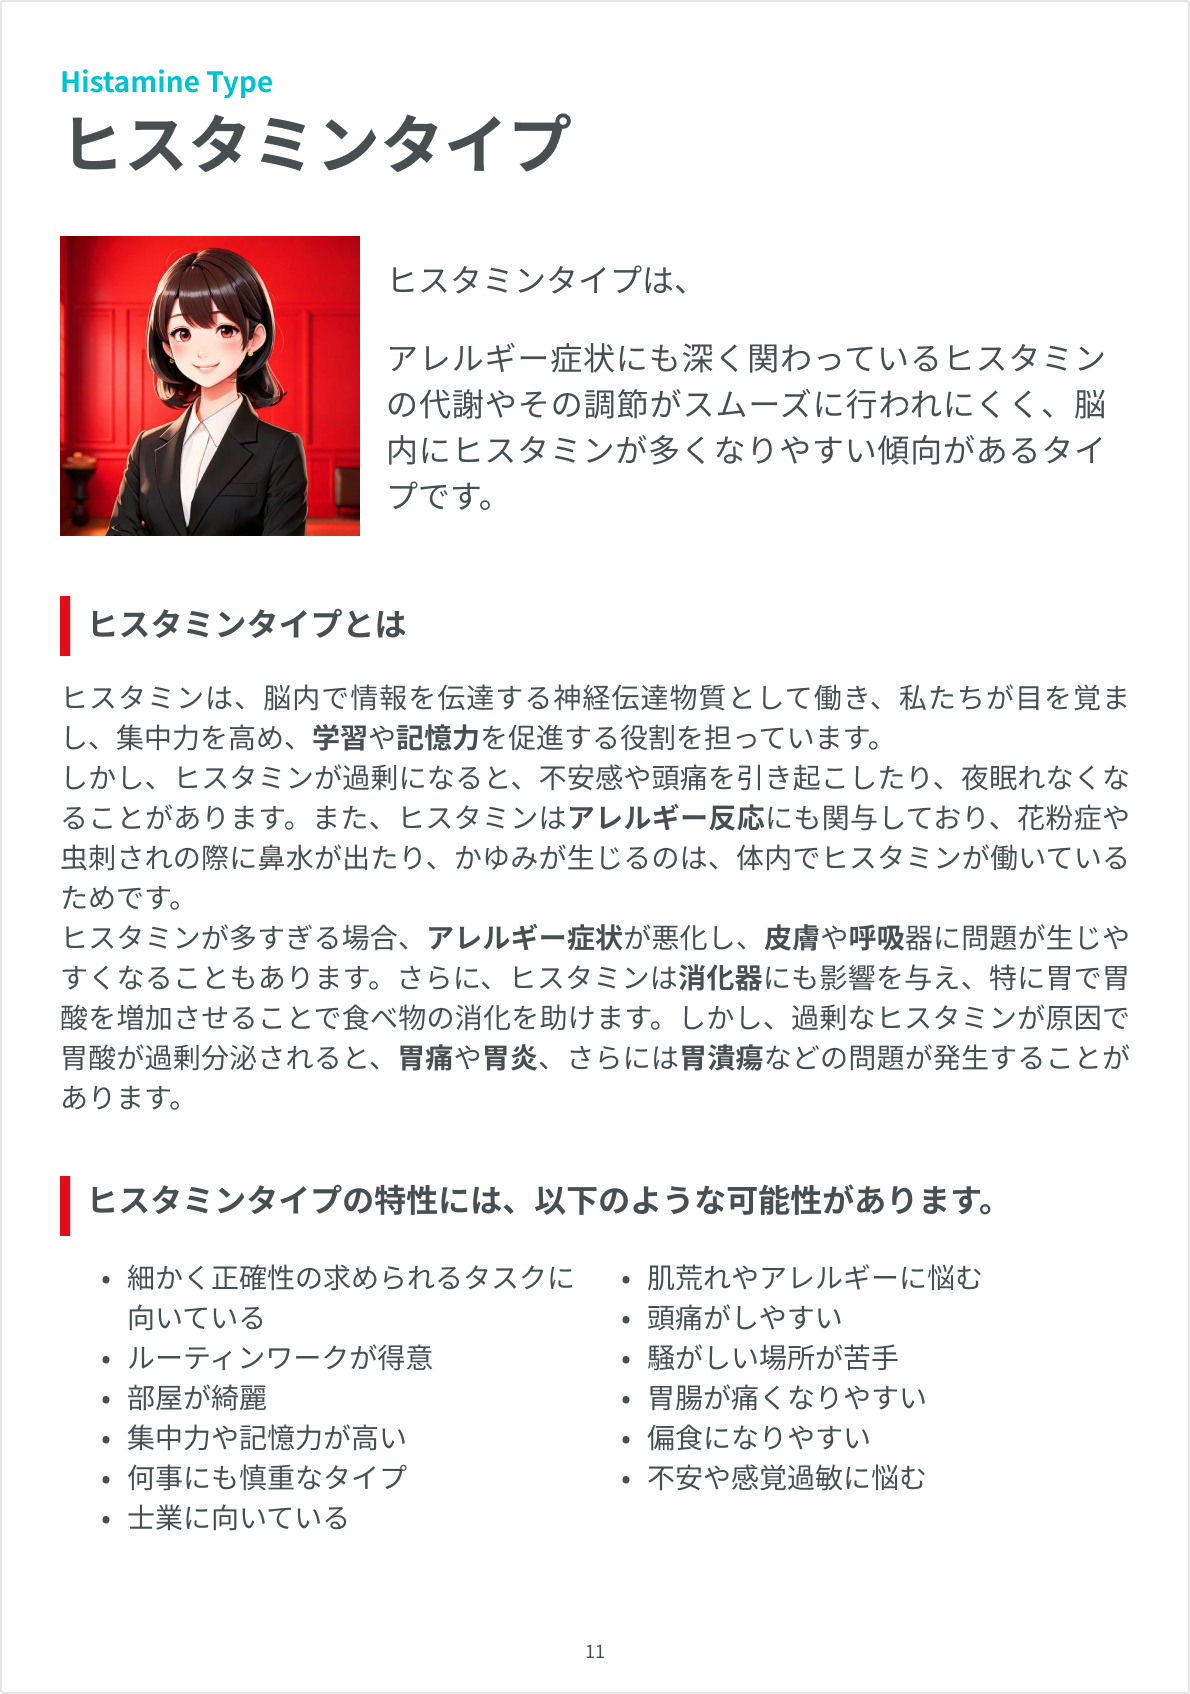 Histamine Type
ヒスタミンタイプ
ヒスタミンタイプは、
アレルギー症状にも深く関わっているヒスタミン
の代謝やその調節がスムーズに行われにくく、脳
内にヒスタミンが多くなりやすい傾向があるタイ
プです。
ヒスタミンタイプとは
ヒスタミンは、脳内で情報を伝達する神経伝達物質として働き、私たちが目を覚ま
し、集中力を高め、学習や記憶力を促進する役割を担っています。
しかし、ヒスタミンが過剰になると、不安感や頭痛を引き起こしたり、夜眠れなくな
ることがあります。また、ヒスタミンはアレルギー反応にも関与しており、花粉症や
虫刺されの際に鼻水が出たり、かゆみが生じるのは、体内でヒスタミンが働いている
ためです。
ヒスタミンが多すぎる場合、アレルギー症状が悪化し、皮膚や呼吸器に問題が生じや
すくなることもあります。さらに、ヒスタミンは消化器にも影響を与え、特に胃で胃
酸を増加させることで食べ物の消化を助けます。しかし、過剰なヒスタミンが原因で
胃酸が過剰分泌されると、胃痛や胃炎、さらには胃潰瘍などの問題が発生することが
あります。
ヒスタミンタイプの特性には、以下のような可能性があります。
• 細かく正確性の求められるタスクに
向いている
• ルーティンワークが得意
• 部屋が綺麗
• 集中力や記憶力が高い
• 何事にも慎重なタイプ
• 士業に向いている
• 肌荒れやアレルギーに悩む
• 頭痛がしやすい
• 騒がしい場所が苦手
• 胃腸が痛くなりやすい
• 偏食になりやすい
• 不安や感覚過敏に悩む
11